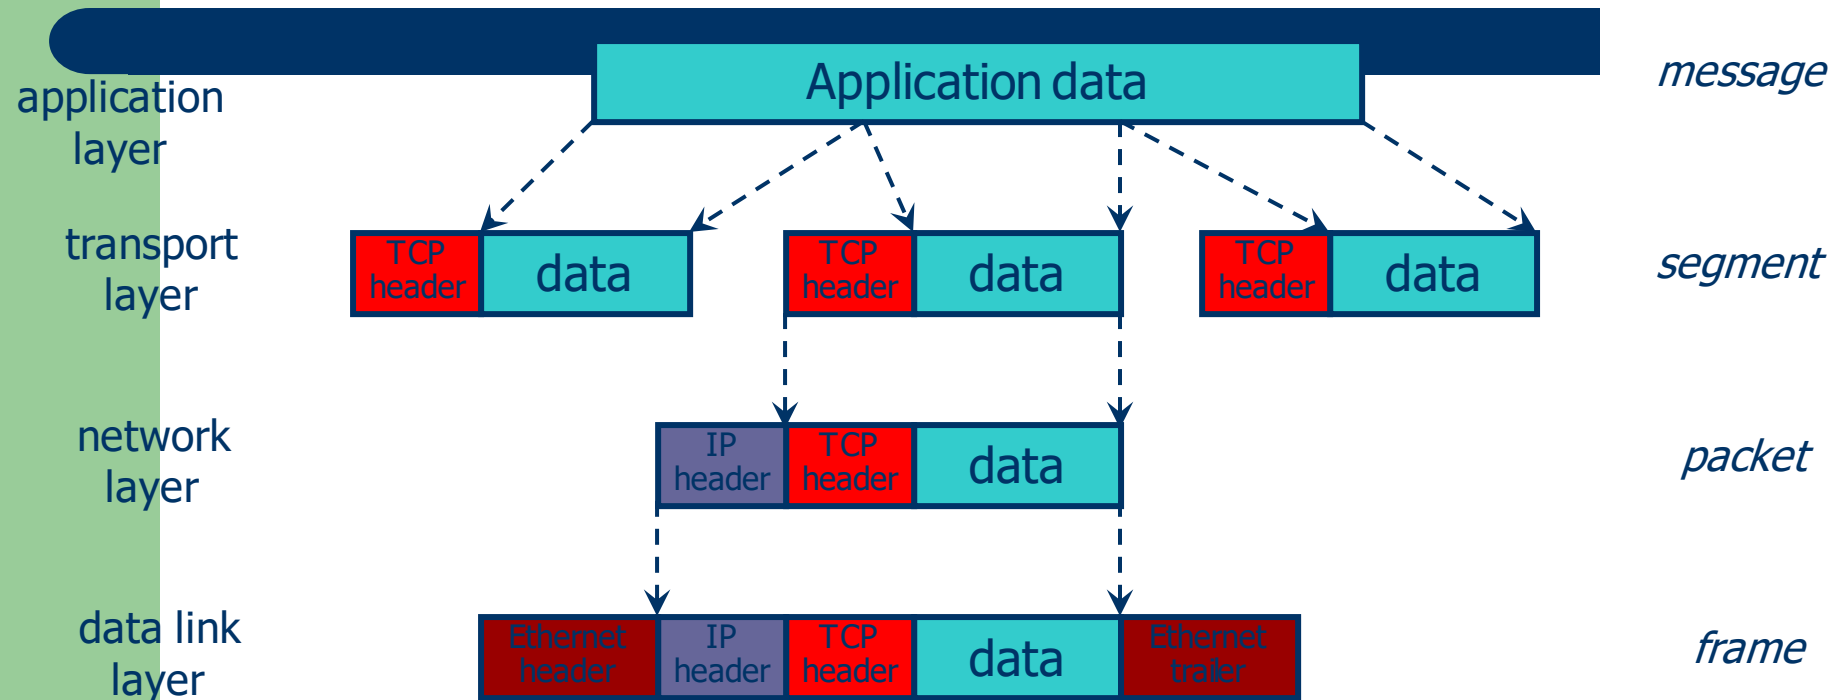 Application data
message
application
layer
transport
layer
TCP
header
data
TCP
header
data
TCP
header
data
segment
network
layer
IP
header
TCP
header
data
packet
data link
layer
Ethernet
header
IP
header
TCP
header
data
Ethernet
trailer
frame